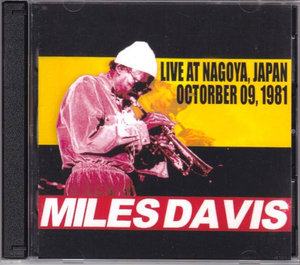 LIVE AT NAGOYA, JAPAN
OCTORBER 09, 1981
MILES DAVIS